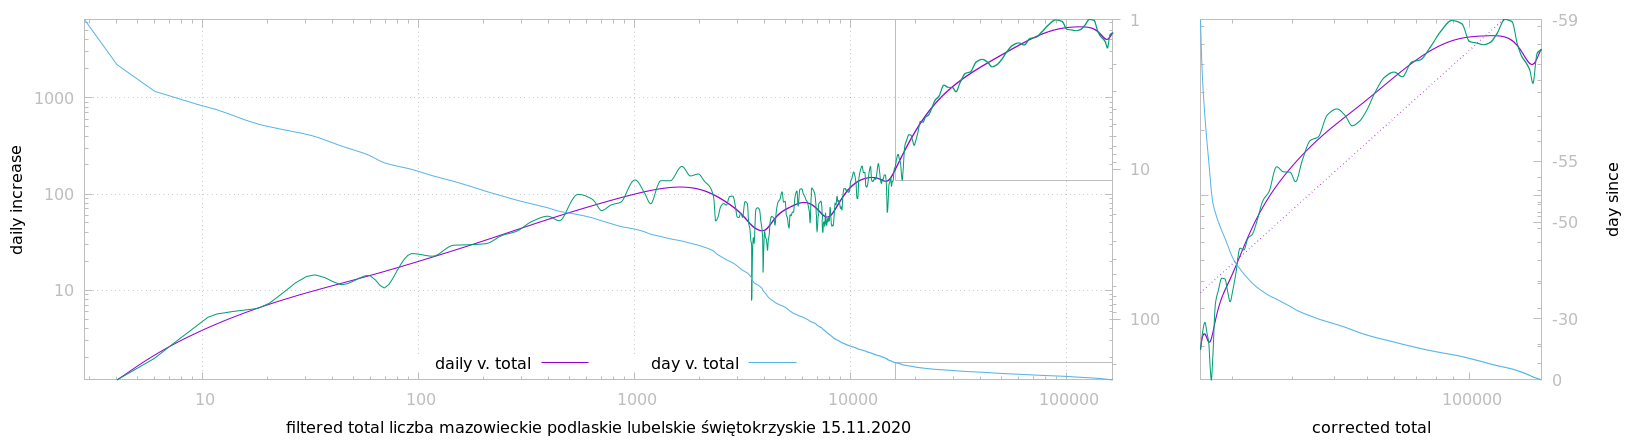 daily increase
1000
100
10
daily v. total
day v. total
10
100
1000
10000
100000
1
10
100
filtered total liczba mazowieckie podlaskie lubelskie świętokrzyskie 15.11.2020
-59
-55
-50
-30
0
day since
100000
corrected total